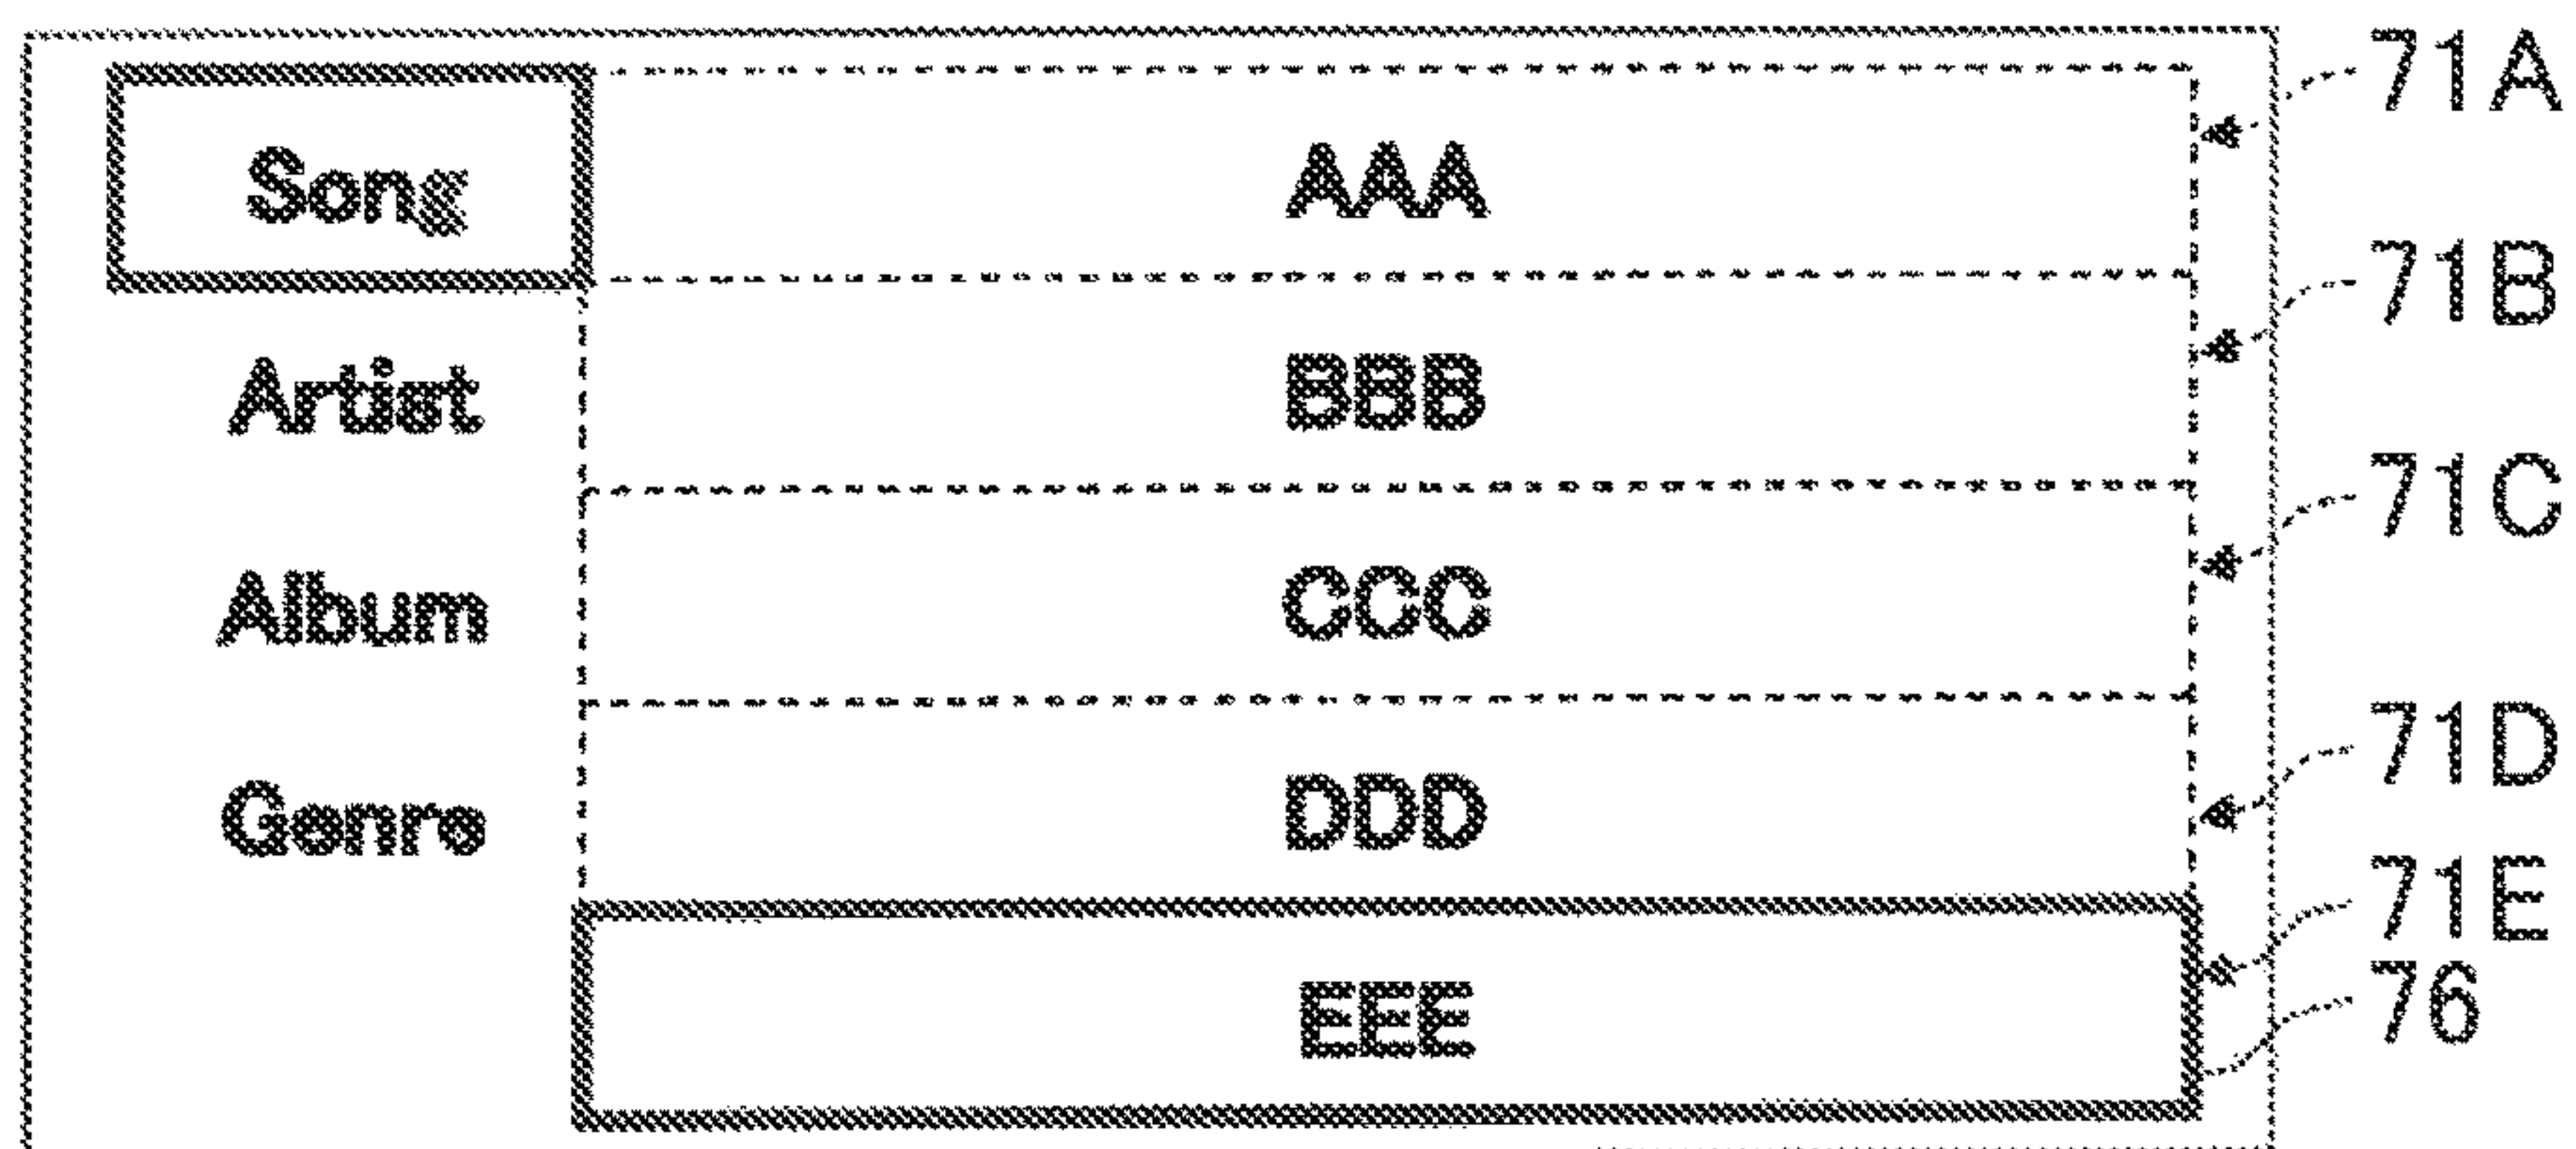 Song AAA 71A
Artist BBB 71B
Album CCC 71C
Genre DDD 71D
EEE 71E
76